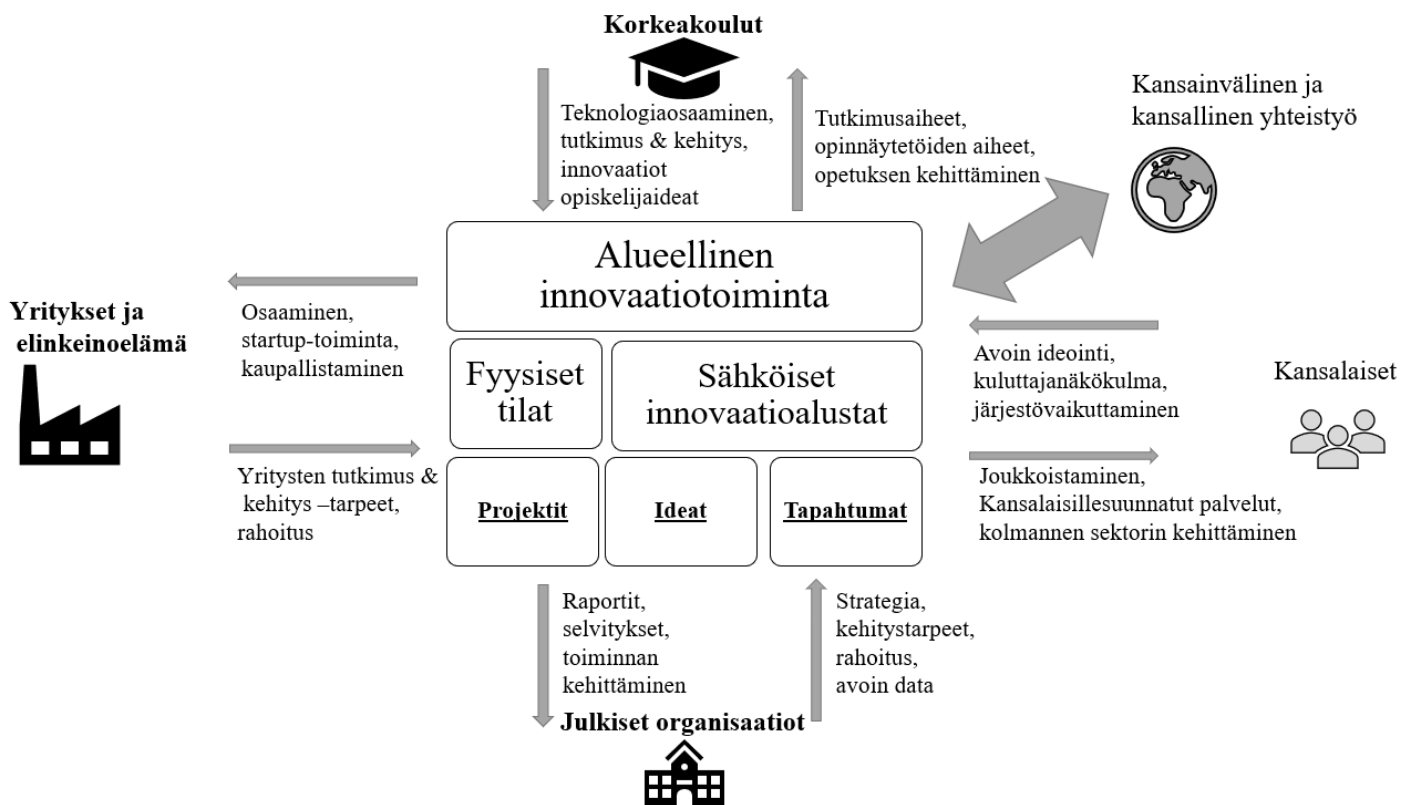 Korkeakoulut
Teknologiaosaaminen,
tutkimus & kehitys,
innovaatiot
opiskelijaideat
Tutkimusaiheet,
opinnäytetöiden aiheet,
opetuksen kehittäminen
Kansainvälinen ja
kansallinen yhteistyö
Alueellinen
innovaatiotoiminta
Yritykset ja
elinkeinoelämä
Osaaminen,
startup-toiminta,
kaupallistaminen
Fyysiset
tilat
Sähköiset
innovaatioalustat
Avoin ideointi,
kuluttajanäkökulma,
järjestövaikuttaminen
Kansalaiset
Yritysten tutkimus &
kehitys –tarpeet,
rahoitus
Projektit
Ideat
Tapahtumat
Joukkoistaminen,
Kansalaisillesuunnatut palvelut,
kolmannen sektorin kehittäminen
Raportit,
selvitykset,
toiminnan
kehittäminen
Strategia,
kehitystarpeet,
rahoitus,
avoin data
Julkiset organisaatiot